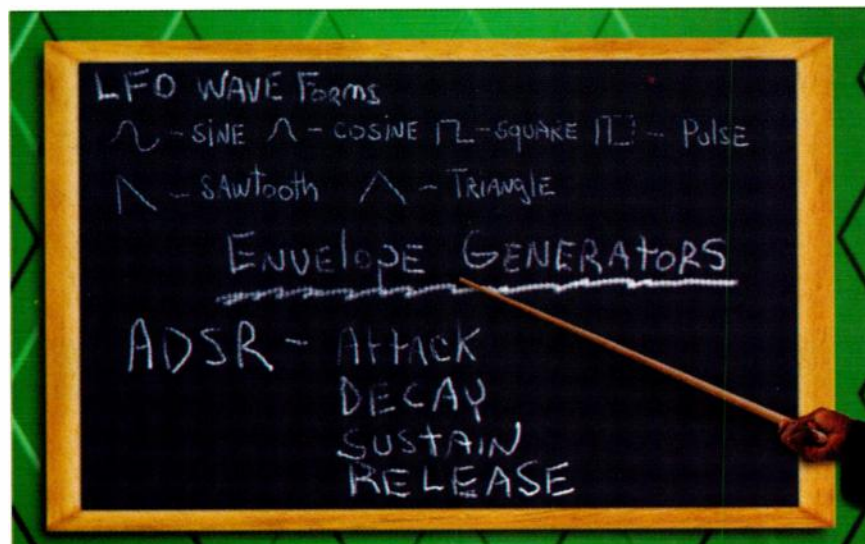 LFO WAVE Forms
- SINE - COSINE - SQUARE - Pulse
- SAWtooth - TRIANGLE
ENVELOPE GENERATORS
ADSR - AttACK
DECAY
SUSTAIN
RELEASE